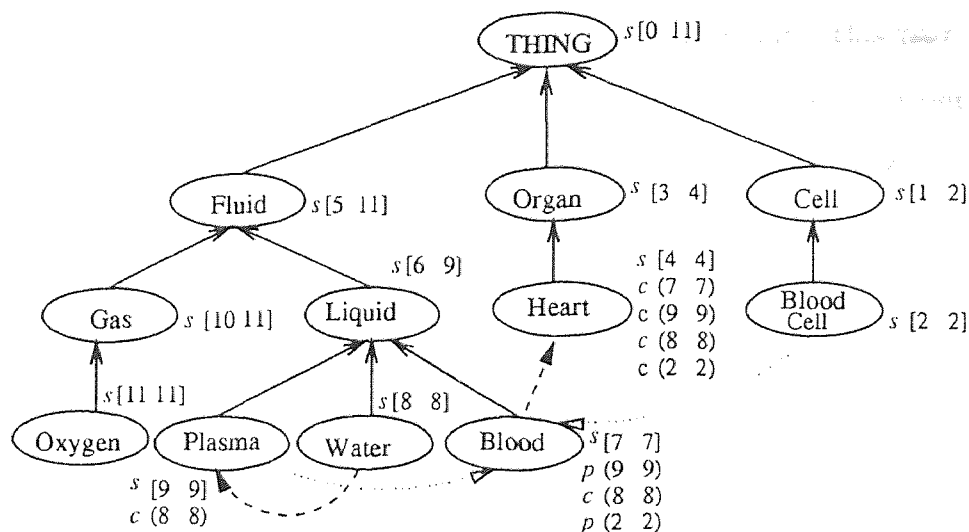 THING s[0 11]
Fluid s[5 11]
Organ s [3 4]
Cell s[1 2]
Gas s [10 11]
Liquid s[6 9]
Heart s [4 4]
c (7 7)
c (9 9)
c (8 8)
c (2 2)
Blood
Cell s [2 2]
Oxygen s[11 11]
Plasma s [9 9]
c (8 8)
Water s[8 8]
Blood s [7 7]
p (9 9)
c (8 8)
p (2 2)